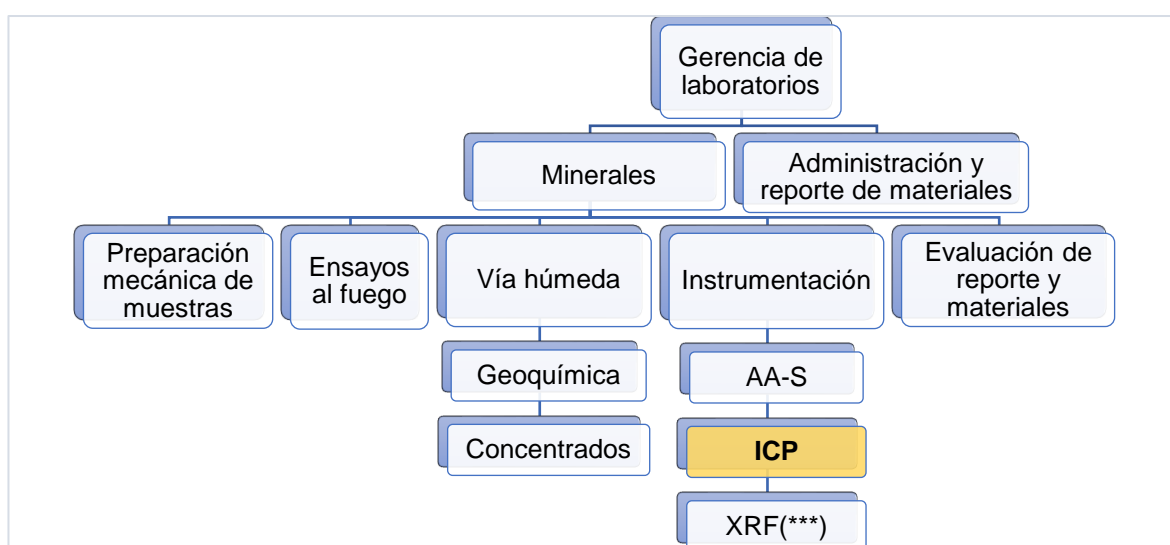 Gerencia de
laboratorios
Minerales
Administración y
reporte de materiales
Preparación
mecánica de
muestras
Ensayos
al fuego
Vía húmeda
Instrumentación
Evaluación de
reporte y
materiales
Geoquímica
AA-S
Concentrados
ICP
XRF(***)